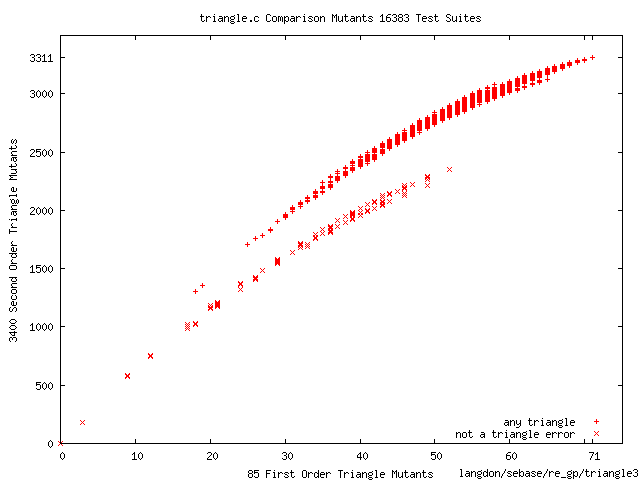 triangle.c Comparison Mutants 16383 Test Suites
3311
3000
2500
2000
1500
1000
500
0
3400 Second Order Triangle Mutants
any triangle
not a triangle error
0 10 20 30 40 50 60 71
85 First Order Triangle Mutants
langdon/sebase/re_gp/triangle3